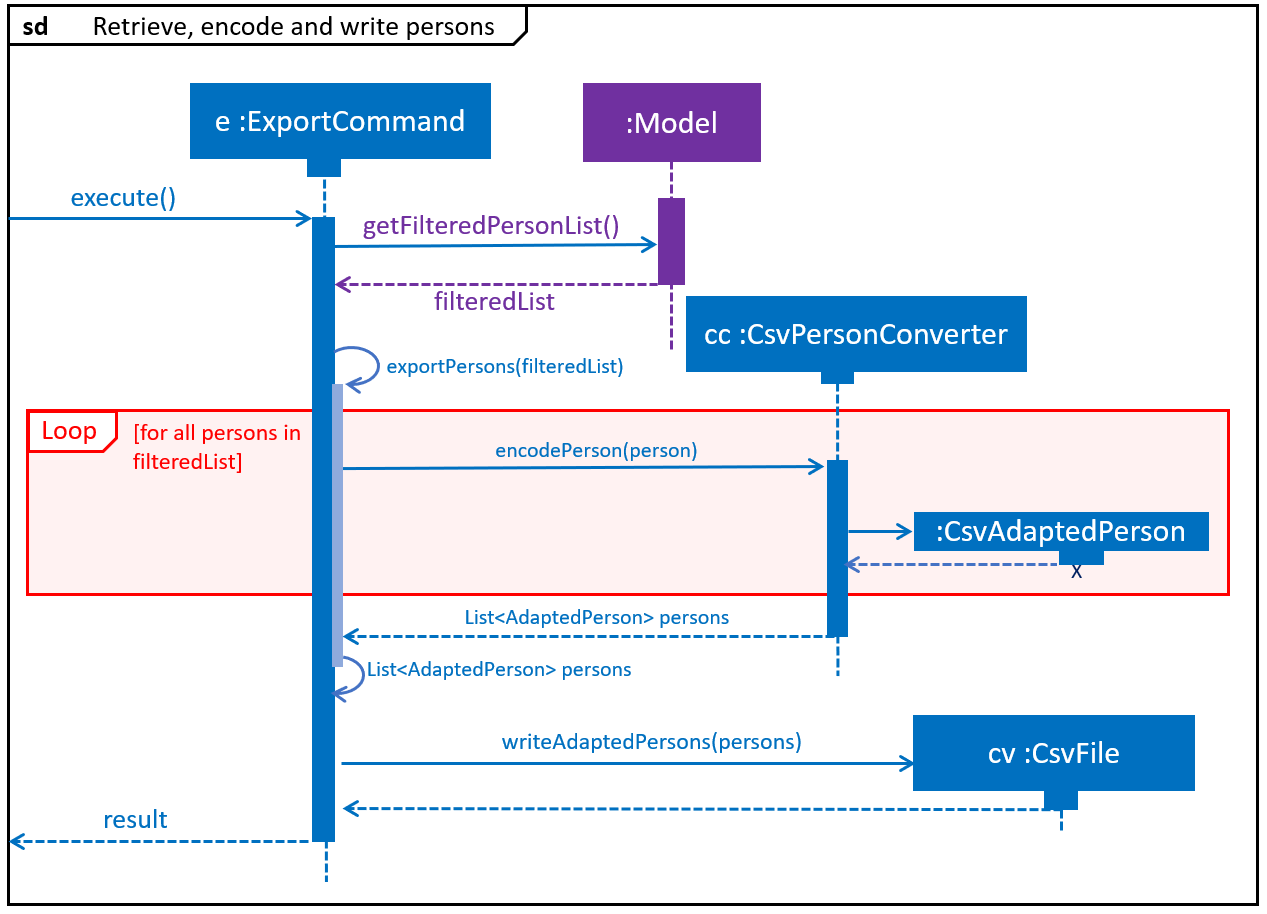 sd Retrieve, encode and write persons
e :ExportCommand
:Model
execute()
getFilteredPersonList()
filteredList
cc :CsvPersonConverter
exportPersons(filteredList)
Loop
[for all persons in
filteredList]
encodePerson(person)
:CsvAdaptedPerson
X
List<AdaptedPerson> persons
List<AdaptedPerson> persons
writeAdaptedPersons(persons)
cv :CsvFile
result